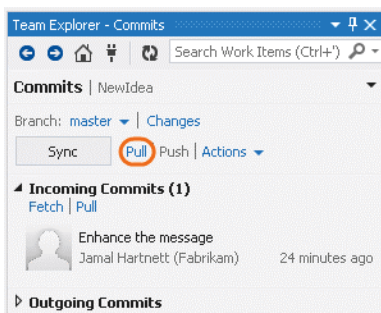 Team Explorer - Commits
Search Work Items (Ctrl+')
Commits | NewIdea
Branch: master | Changes
Sync Pull Push | Actions
Incoming Commits (1)
Fetch | Pull
Enhance the message
Jamal Hartnett (Fabrikam) 24 minutes ago
Outgoing Commits